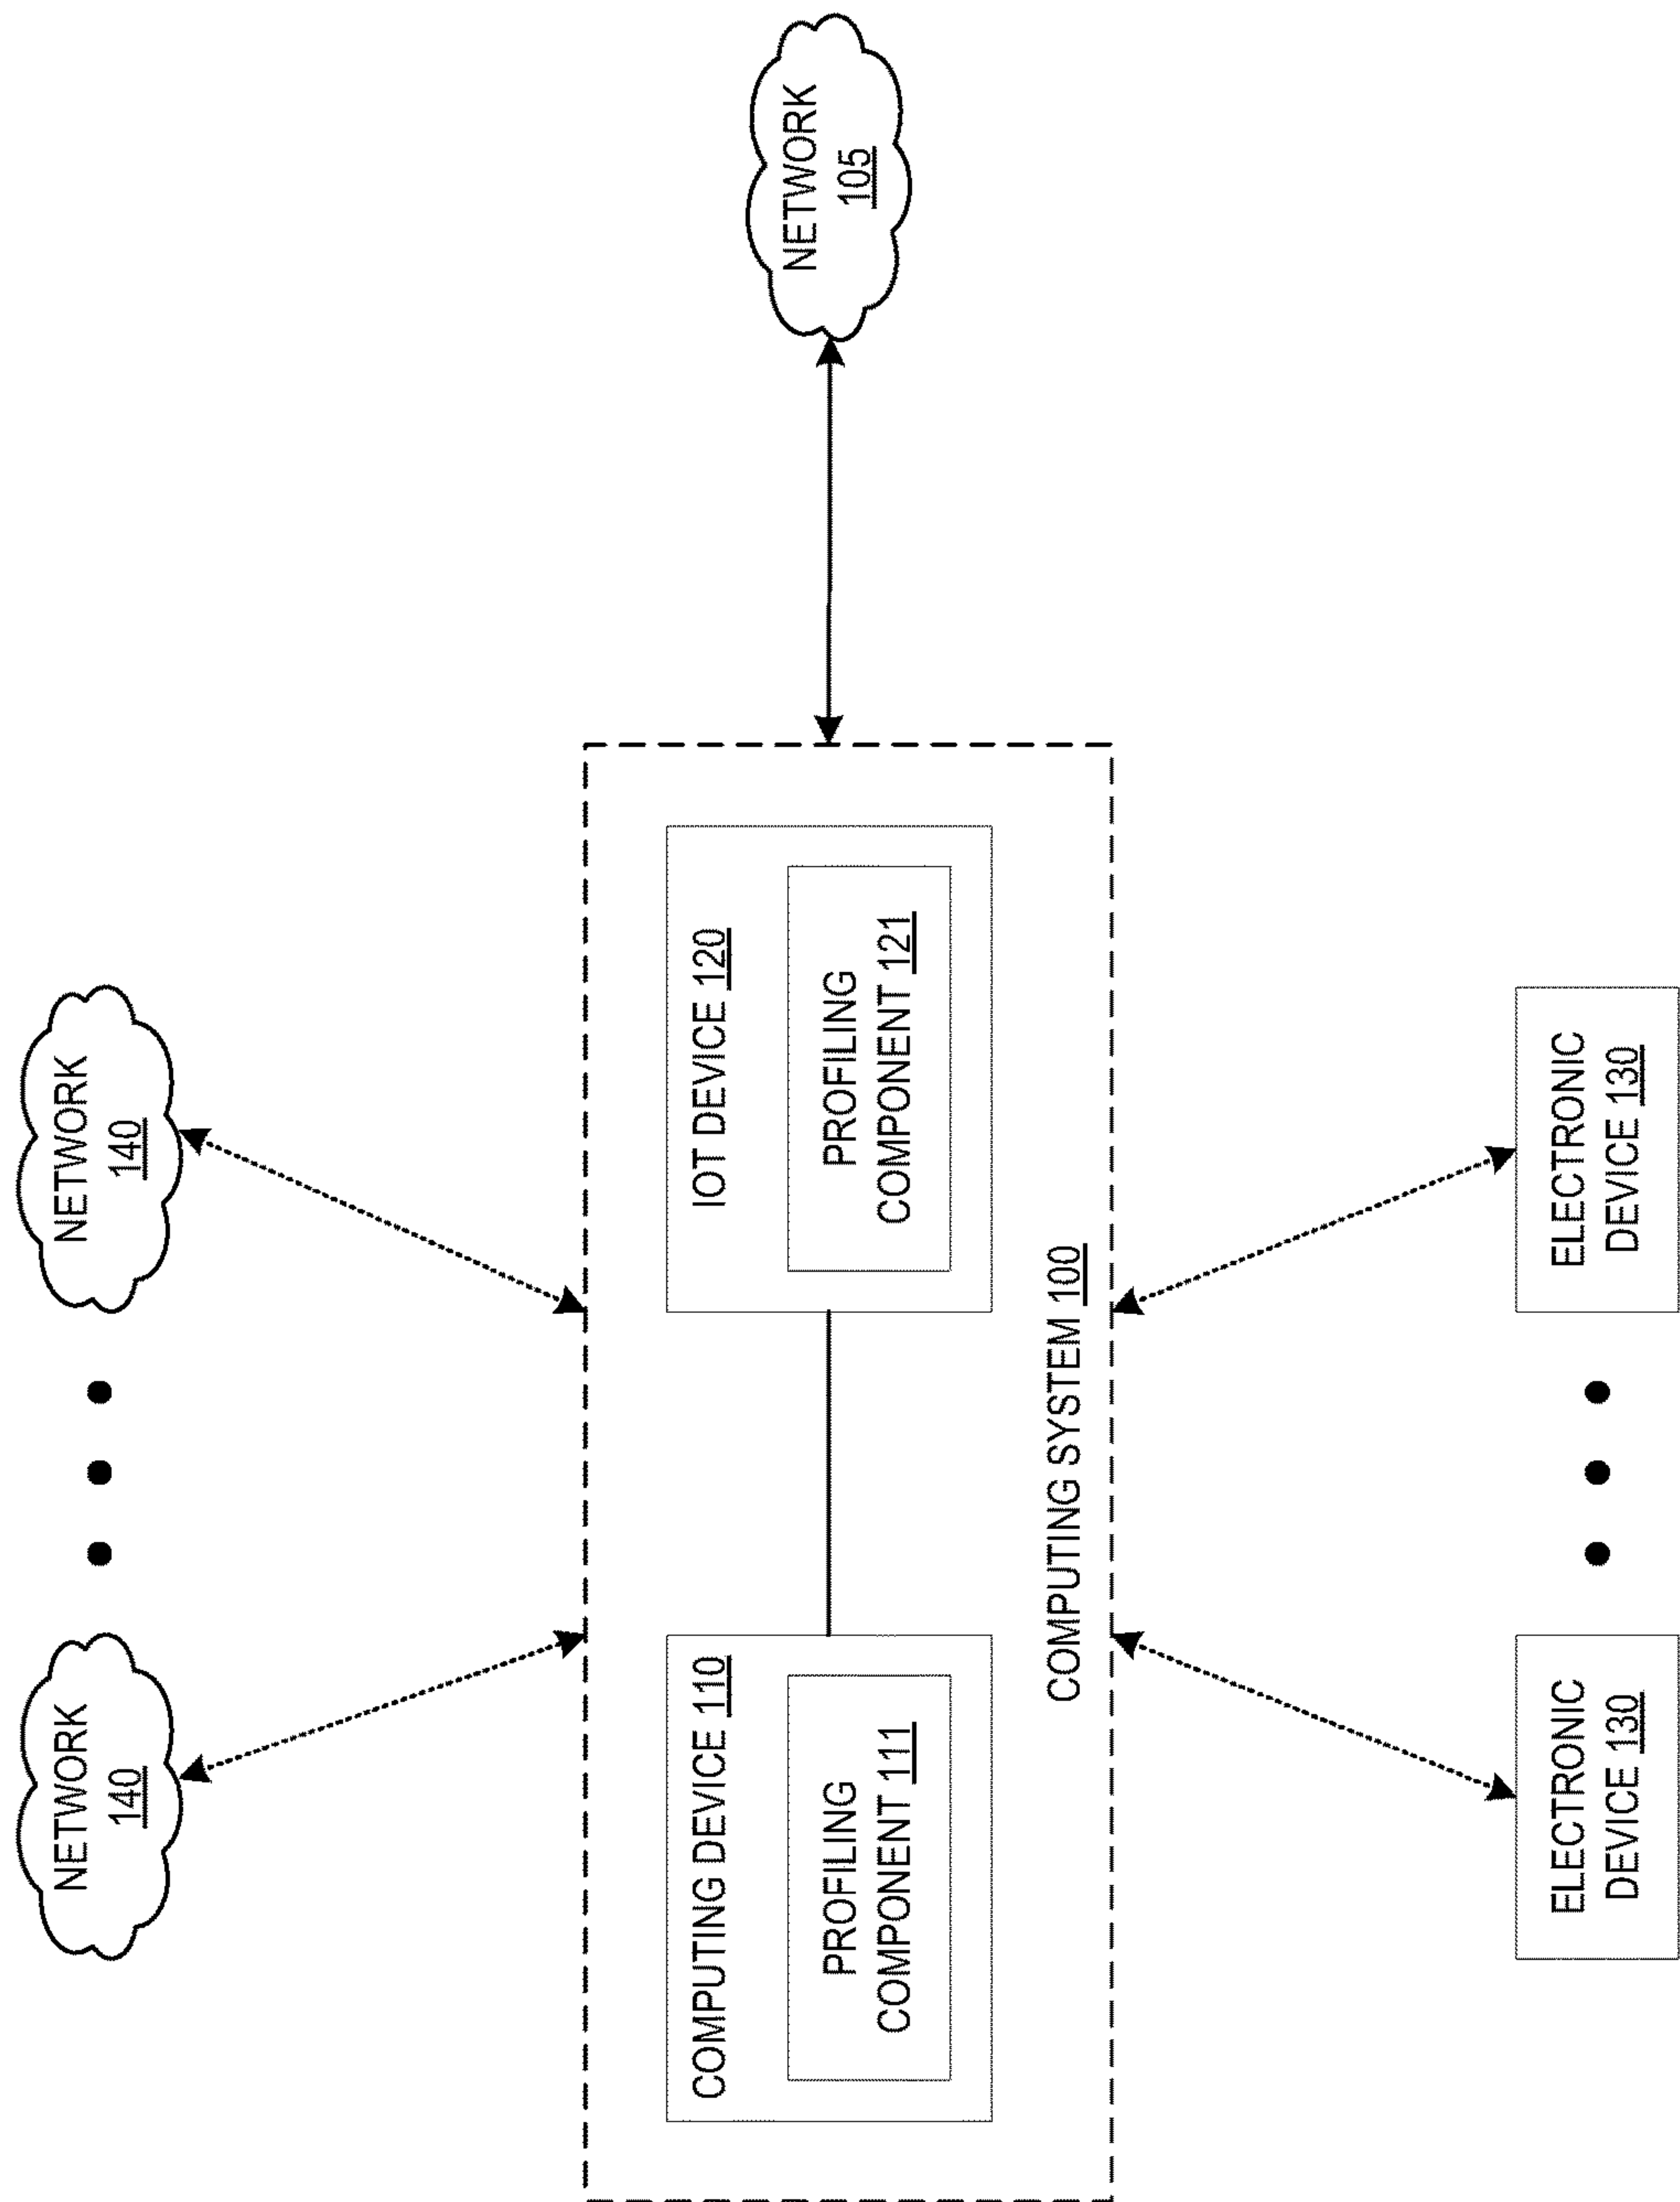 NETWORK
140
NETWORK
140
COMPUTING DEVICE 110
PROFILING
COMPONENT 111
IOT DEVICE 120
PROFILING
COMPONENT 121
COMPUTING SYSTEM 100
NETWORK
105
ELECTRONIC
DEVICE 130
ELECTRONIC
DEVICE 130